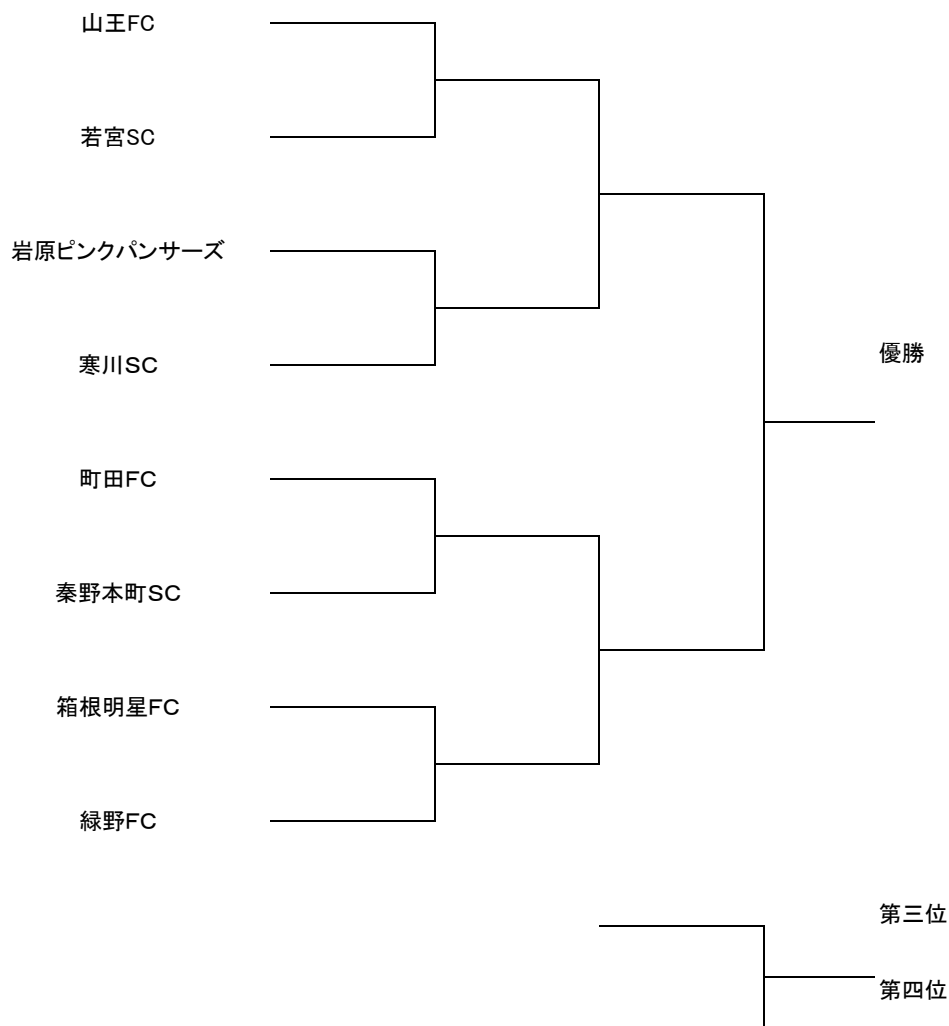 山王FC
若宮SC
岩原ピンクパンサーズ
寒川SC
優勝
町田FC
秦野本町SC
箱根明星FC
緑野FC
第三位
第四位